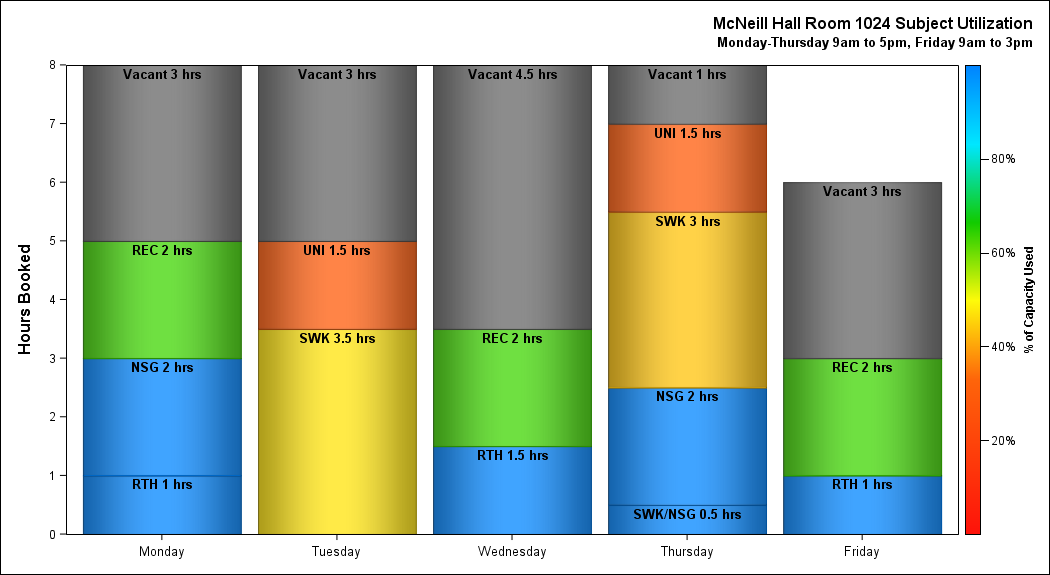 McNeill Hall Room 1024 Subject Utilization
Monday-Thursday 9am to 5pm, Friday 9am to 3pm
Hours Booked
8
7
6
5
4
3
2
1
0
Vacant 3 hrs
REC 2 hrs
NSG 2 hrs
RTH 1 hrs
Monday
Vacant 3 hrs
UNI 1.5 hrs
SWK 3.5 hrs
Tuesday
Vacant 4.5 hrs
REC 2 hrs
RTH 1.5 hrs
Wednesday
Vacant 1 hrs
UNI 1.5 hrs
SWK 3 hrs
NSG 2 hrs
SWK/NSG 0.5 hrs
Thursday
Vacant 3 hrs
REC 2 hrs
RTH 1 hrs
Friday
80%
60%
40%
20%
% of Capacity Used